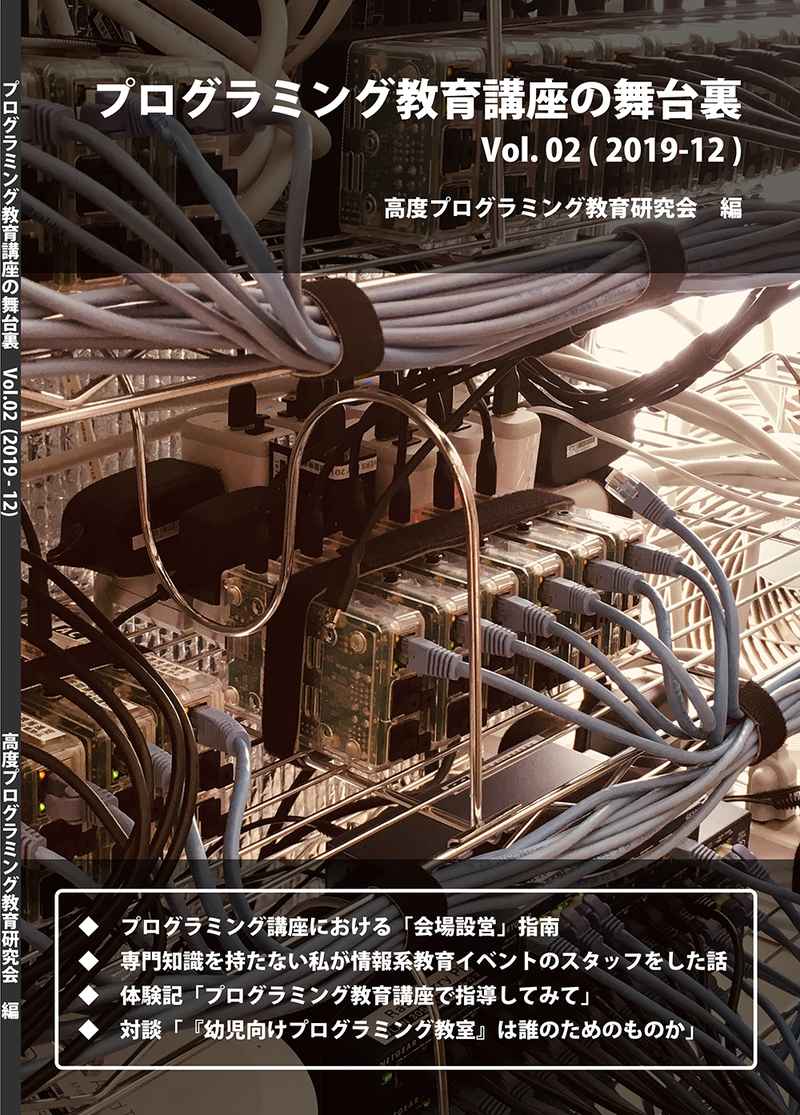 プログラミング教育講座の舞台裏
Vol. 02 ( 2019-12 )
高度プログラミング教育研究会 編
プログラミング教育講座の舞台裏 Vol.02 (2019 - 12)
高度プログラミング教育研究会 編
◆ プログラミング講座における「会場設営」指南
◆ 専門知識を持たない私が情報系教育イベントのスタッフをした話
◆ 体験記「プログラミング教育講座で指導してみて」
◆ 対談「『幼児向けプログラミング教室』は誰のためのものか」